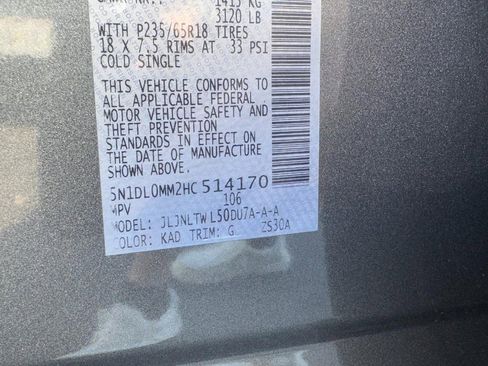 1415 KG
3120 LB
WITH P235/65R18 TIRES
18 X 7.5 RIMS AT 33 PSI
COLD SINGLE
THIS VEHICLE CONFORMS TO
ALL APPLICABLE FEDERAL
MOTOR VEHICLE SAFETY AND
THEFT PREVENTION
STANDARDS IN EFFECT ON
THE DATE OF MANUFACTURE
SHOWN ABOVE.
5N1DL0MM2HC514170
MPV 106
MODEL: JLJNLTW L50DU7A-A-A
COLOR: KAD TRIM: G ZS30A